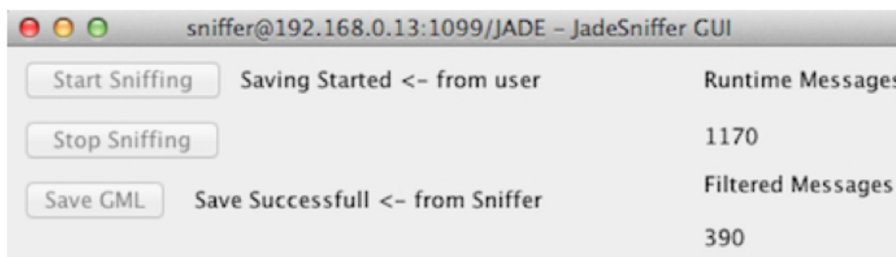 sniffer@192.168.0.13:1099/JADE – JadeSniffer GUI
Start Sniffing Saving Started <- from user Runtime Messages
Stop Sniffing 1170
Save GML Save Successfull <- from Sniffer Filtered Messages
390